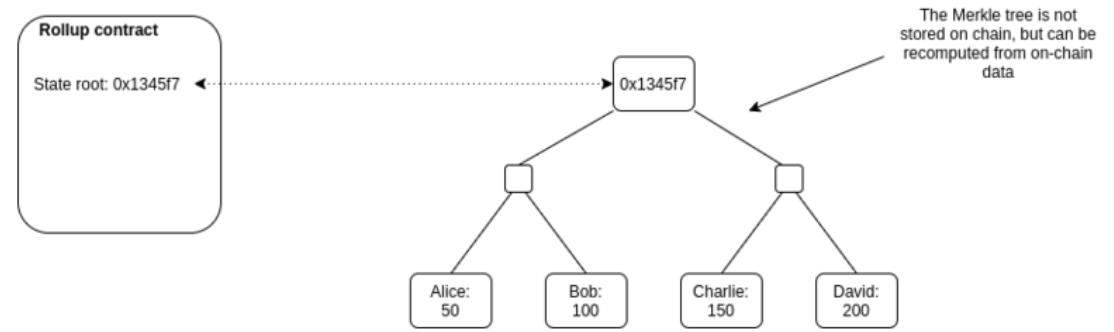 Rollup contract
State root: 0x1345f7
0x1345f7
The Merkle tree is not
stored on chain, but can be
recomputed from on-chain
data
Alice:
50
Bob:
100
Charlie:
150
David:
200